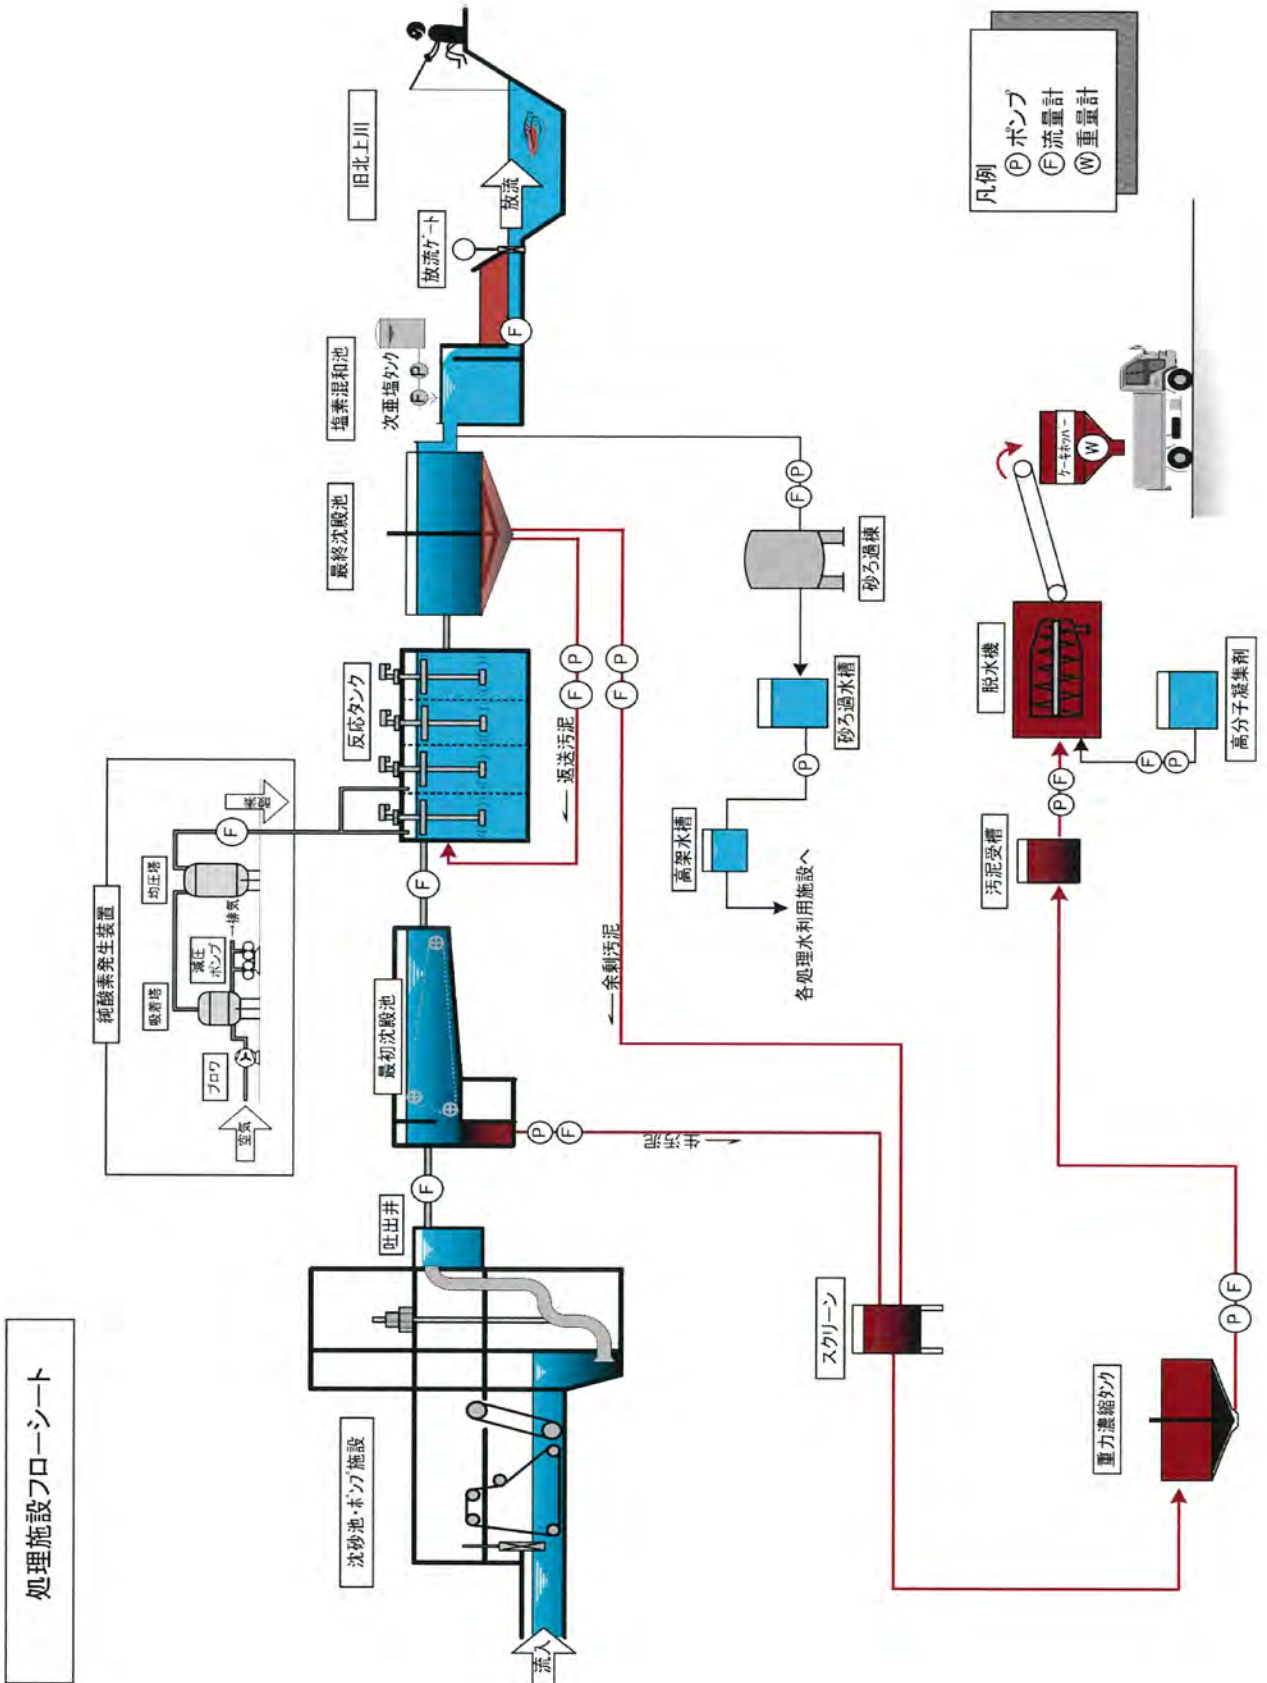 処理施設フローシート
純酸素発生装置
空気
ブロワ
吸着塔
減圧
ポンプ
→排気
均圧塔
F
酸素
流入
沈砂池・ポンプ施設
吐出井
F
最初沈殿池
F
反応タンク
最終沈殿池
塩素混和池
次亜塩タンク
F
P
F
放流ゲート
放流
旧北上川
P
F
生汚泥
返送汚泥
F
P
余剰汚泥
F
P
F
P
砂ろ過棟
砂ろ過水槽
P
高架水槽
各処理水利用施設へ
スクリーン
重力濃縮タンク
P
F
汚泥受槽
P
F
脱水機
F
P
高分子凝集剤
ケーキホッパー
W
凡例
P ポンプ
F 流量計
W 重量計